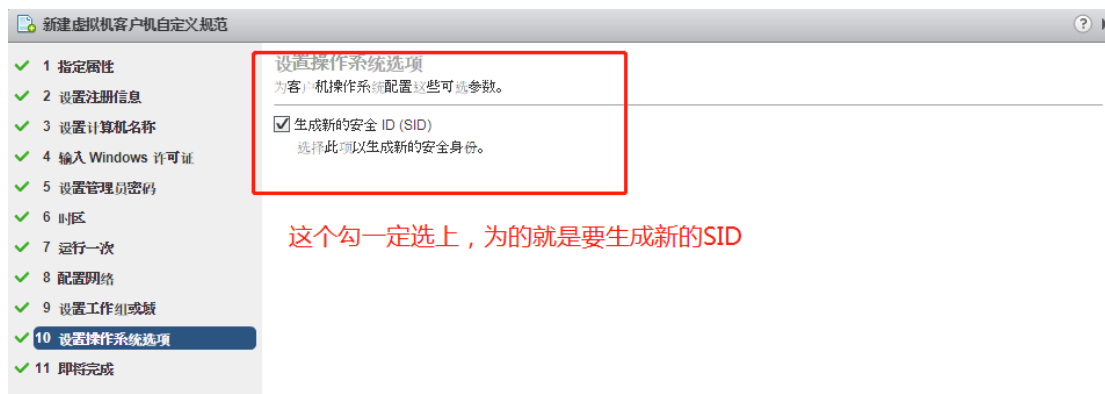 新建虚拟机客户机自定义规范
1 指定属性
2 设置注册信息
3 设置计算机名称
4 输入 Windows 许可证
5 设置管理员密码
6 时区
7 运行一次
8 配置网络
9 设置工作组或域
10 设置操作系统选项
11 即将完成
设置操作系统选项
为客户机操作系统配置这些可选参数。
生成新的安全 ID (SID)
选择此项以生成新的安全身份。
这个勾一定选上，为的就是要生成新的SID